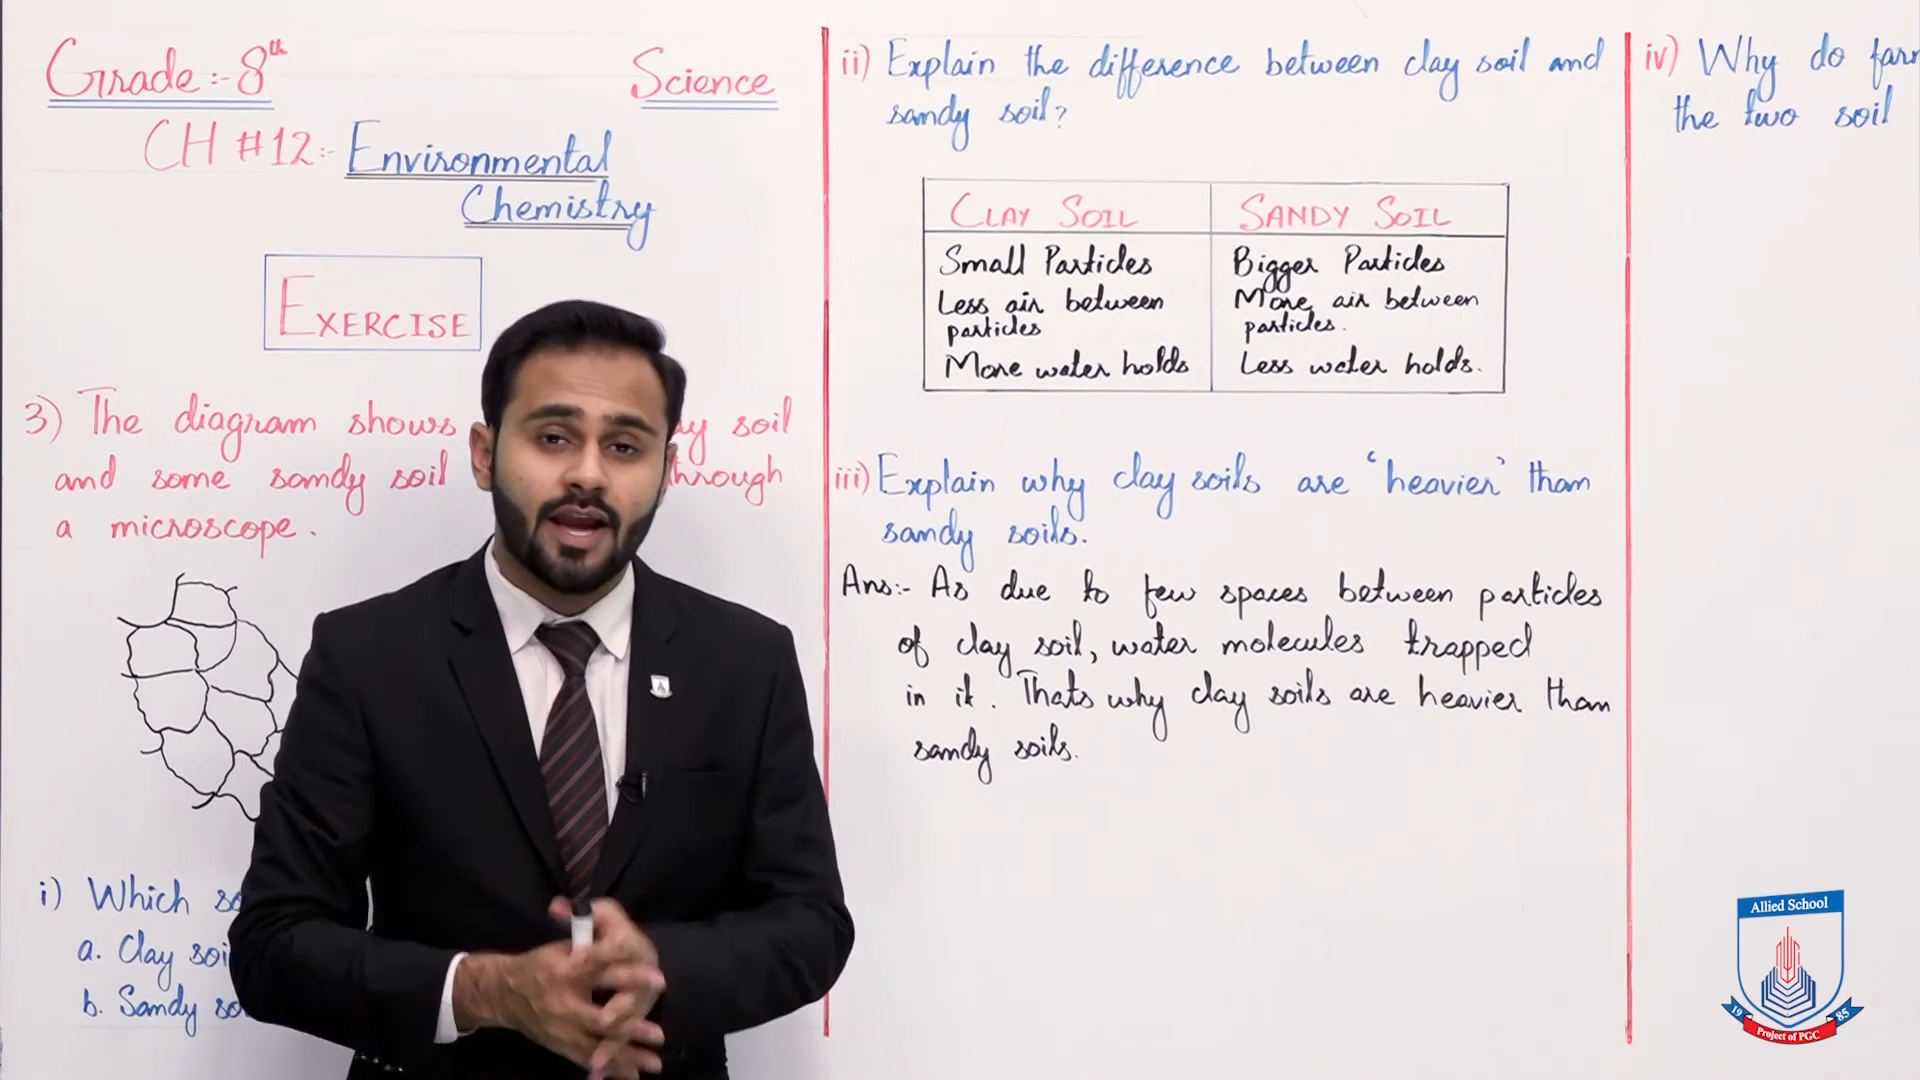 Grade:- 8th
Science
CH #12:- Environmental
Chemistry
EXERCISE
3) The diagram shows soil
and some sandy soil through
a microscope.
i) Which
a. Clay
b. Sandy
ii) Explain the difference between clay soil and
sandy soil?
CLAY SOIL SANDY SOIL
Small Particles Bigger Particles
Less air between More air between
particles particles.
More water holds Less water holds.
iii) Explain why clay soils are 'heavier' than
sandy soils.
Ans:- As due to few spaces between particles
of clay soil, water molecules trapped
in it. Thats why clay soils are heavier than
sandy soils.
iv) Why do
the two soil
Allied School
19 85
Project of PGC